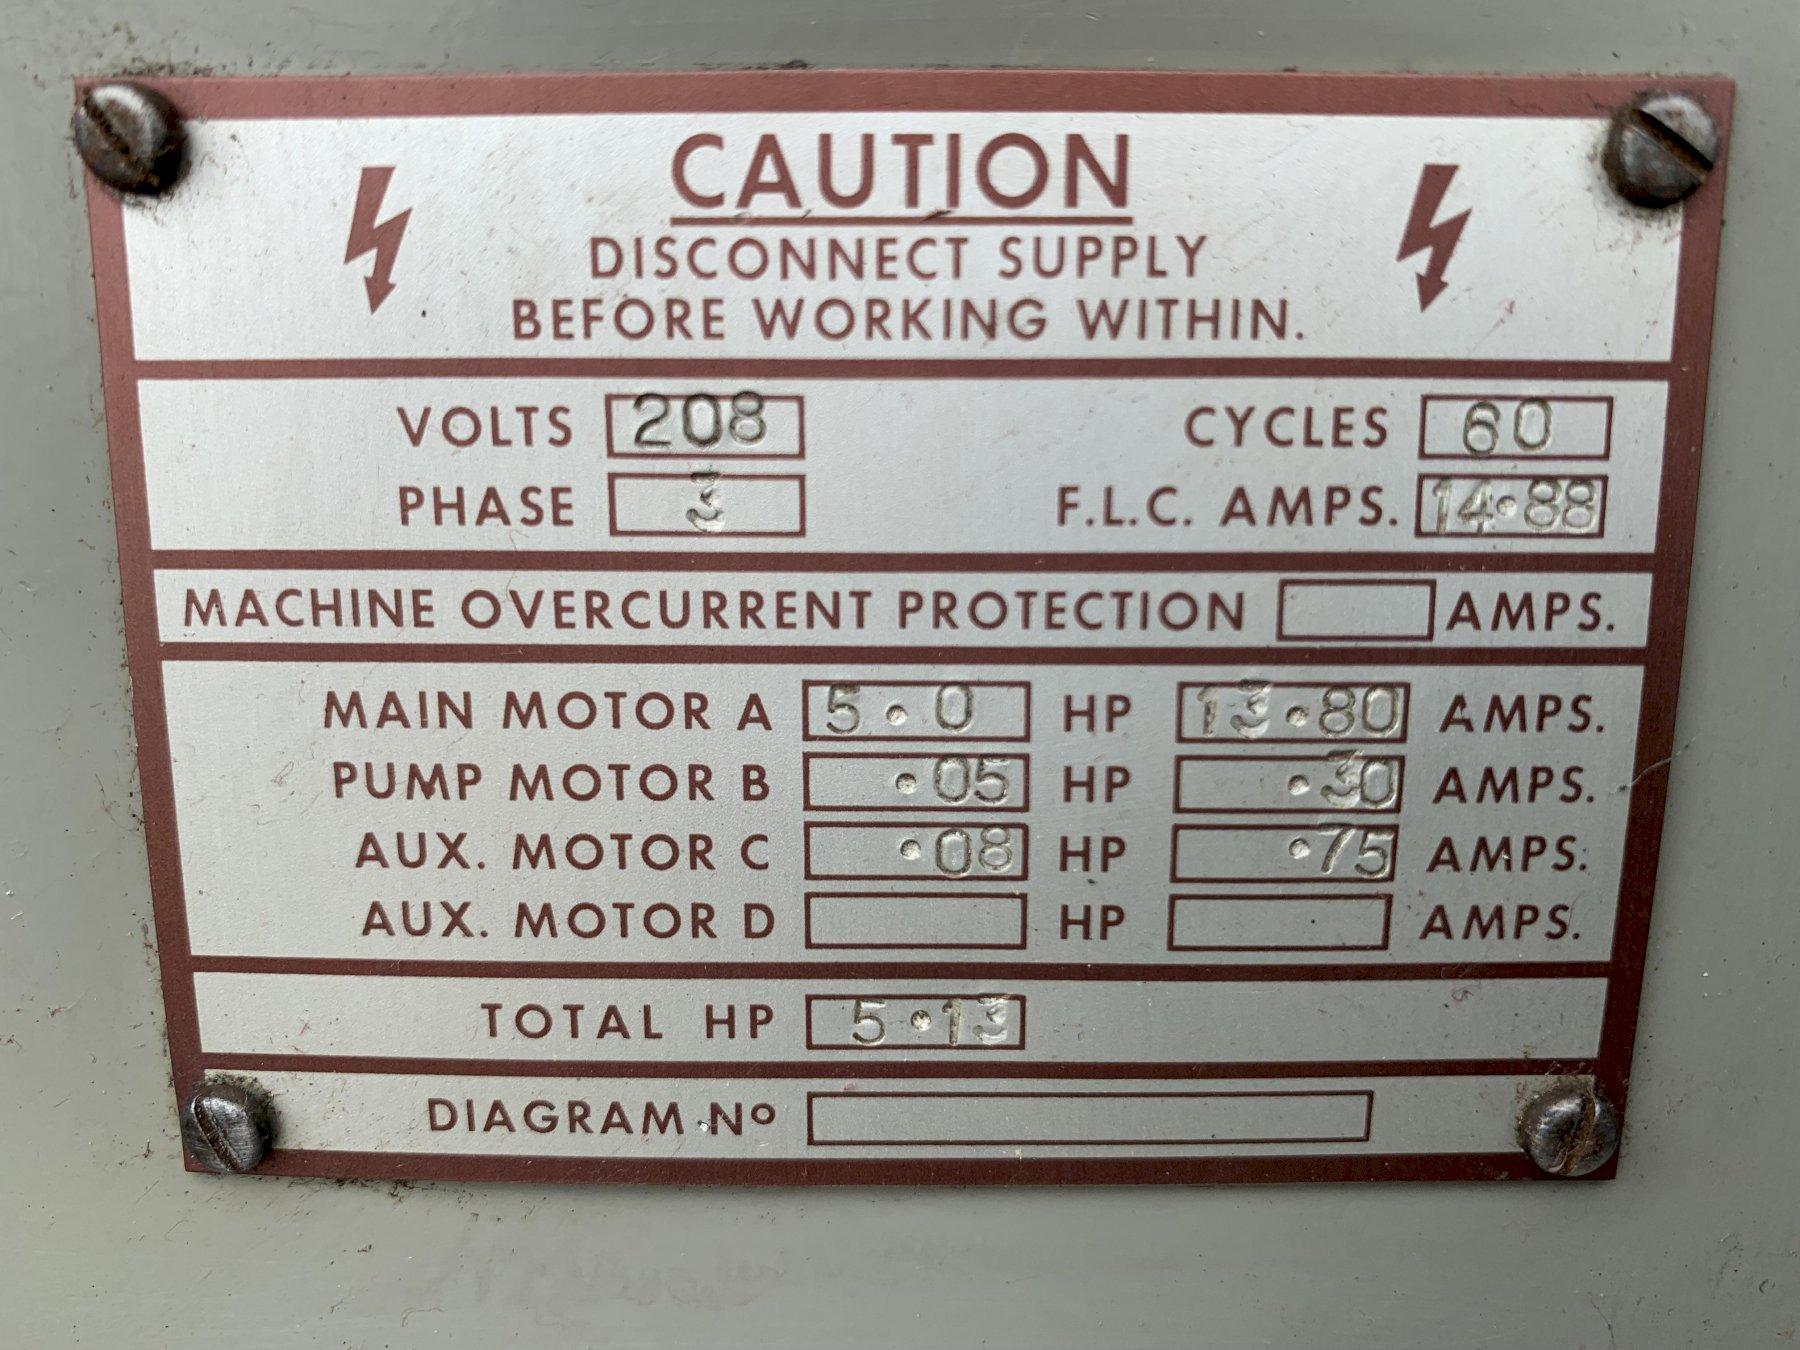 CAUTION
DISCONNECT SUPPLY
BEFORE WORKING WITHIN.
VOLTS 208 CYCLES 60
PHASE 3 F.L.C. AMPS. 14.88
MACHINE OVERCURRENT PROTECTION AMPS.
MAIN MOTOR A 5.0 HP 13.80 AMPS.
PUMP MOTOR B .05 HP .30 AMPS.
AUX. MOTOR C .08 HP .75 AMPS.
AUX. MOTOR D HP AMPS.
TOTAL HP 5.13
DIAGRAM Nº